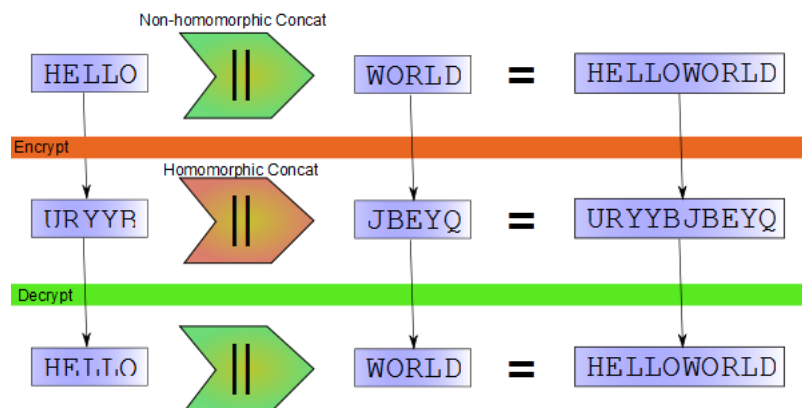 Non-homomorphic Concat
HELLO || WORLD = HELLOWORLD
Encrypt
Homomorphic Concat
URYYB || JBEYQ = URYYBJBEYQ
Decrypt
HELLO || WORLD = HELLOWORLD